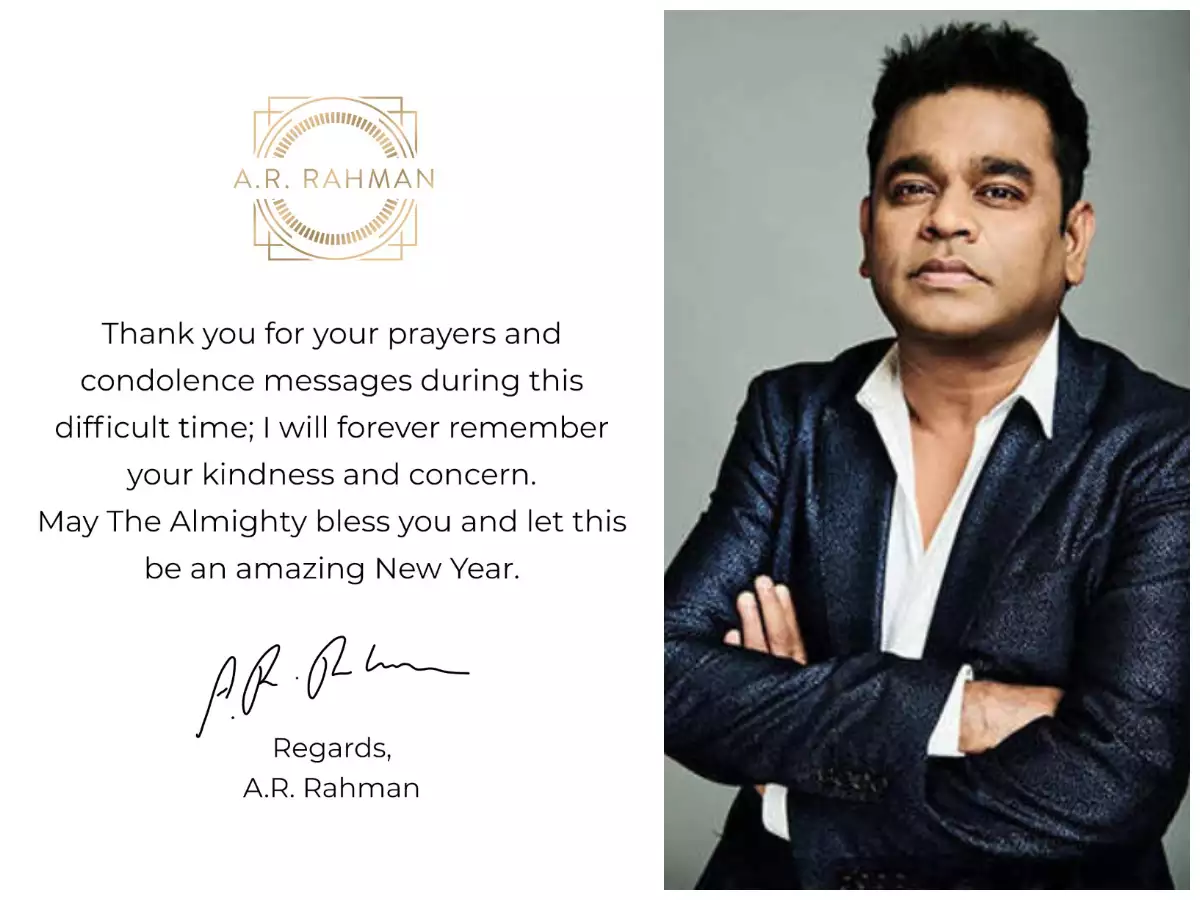 A.R. RAHMAN
Thank you for your prayers and
condolence messages during this
difficult time; I will forever remember
your kindness and concern.
May The Almighty bless you and let this
be an amazing New Year.
A.R. Rahman
Regards,
A.R. Rahman